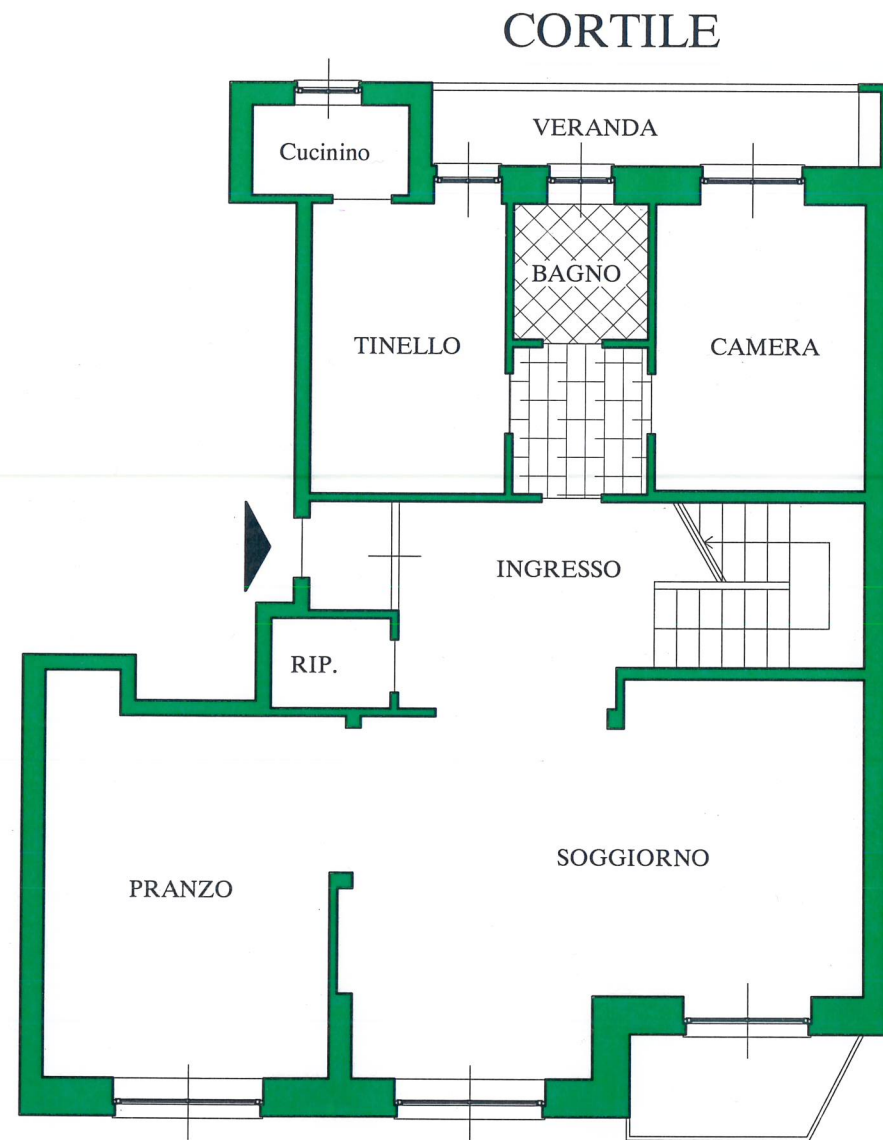 CORTILE
VERANDA
Cucinino
BAGNO
TINELLO
CAMERA
INGRESSO
RIP.
SOGGIORNO
PRANZO